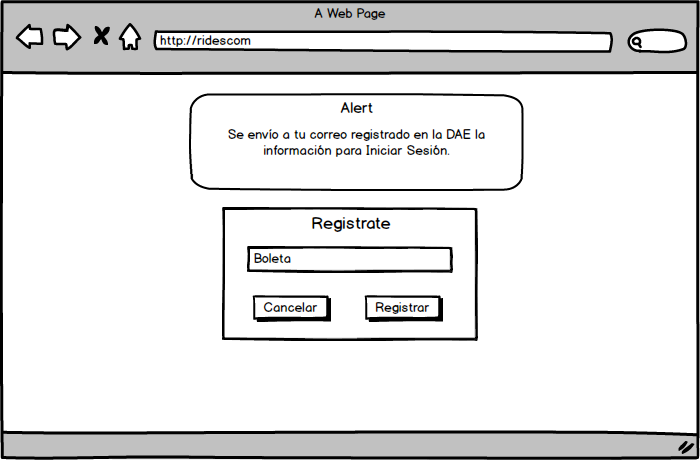 A Web Page
http://ridescom
Alert
Se envío a tu correo registrado en la DAE la
información para Iniciar Sesión.
Registrate
Boleta
Cancelar
Registrar